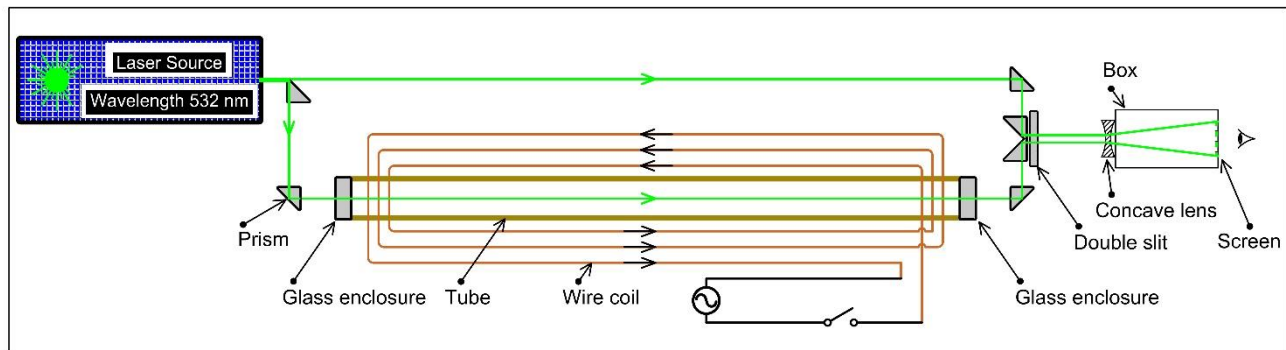 Laser Source
Wavelength 532 nm
Box
Prism
Glass enclosure
Tube
Wire coil
Glass enclosure
Concave lens
Double slit
Screen